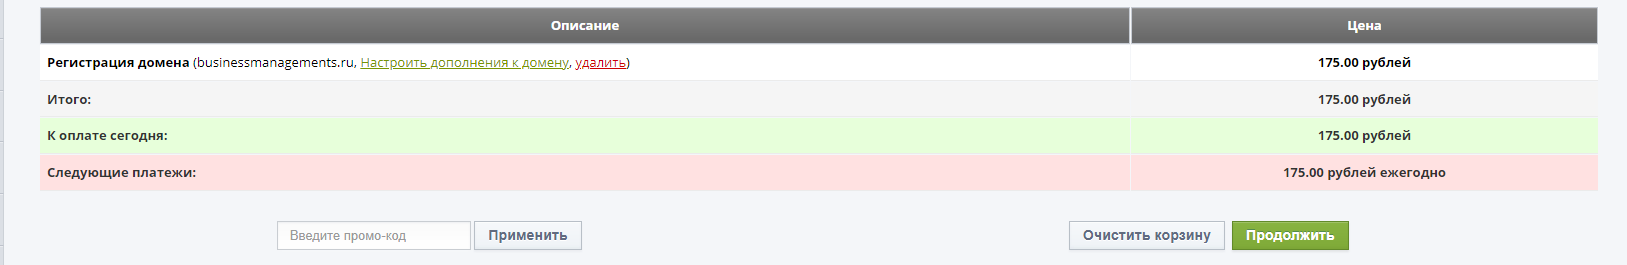 Описание Цена
Регистрация домена (businessmanagements.ru, Настроить дополнения к домену, удалить) 175.00 рублей
Итого: 175.00 рублей
К оплате сегодня: 175.00 рублей
Следующие платежи: 175.00 рублей ежегодно
Введите промо-код Применить Очистить корзину Продолжить